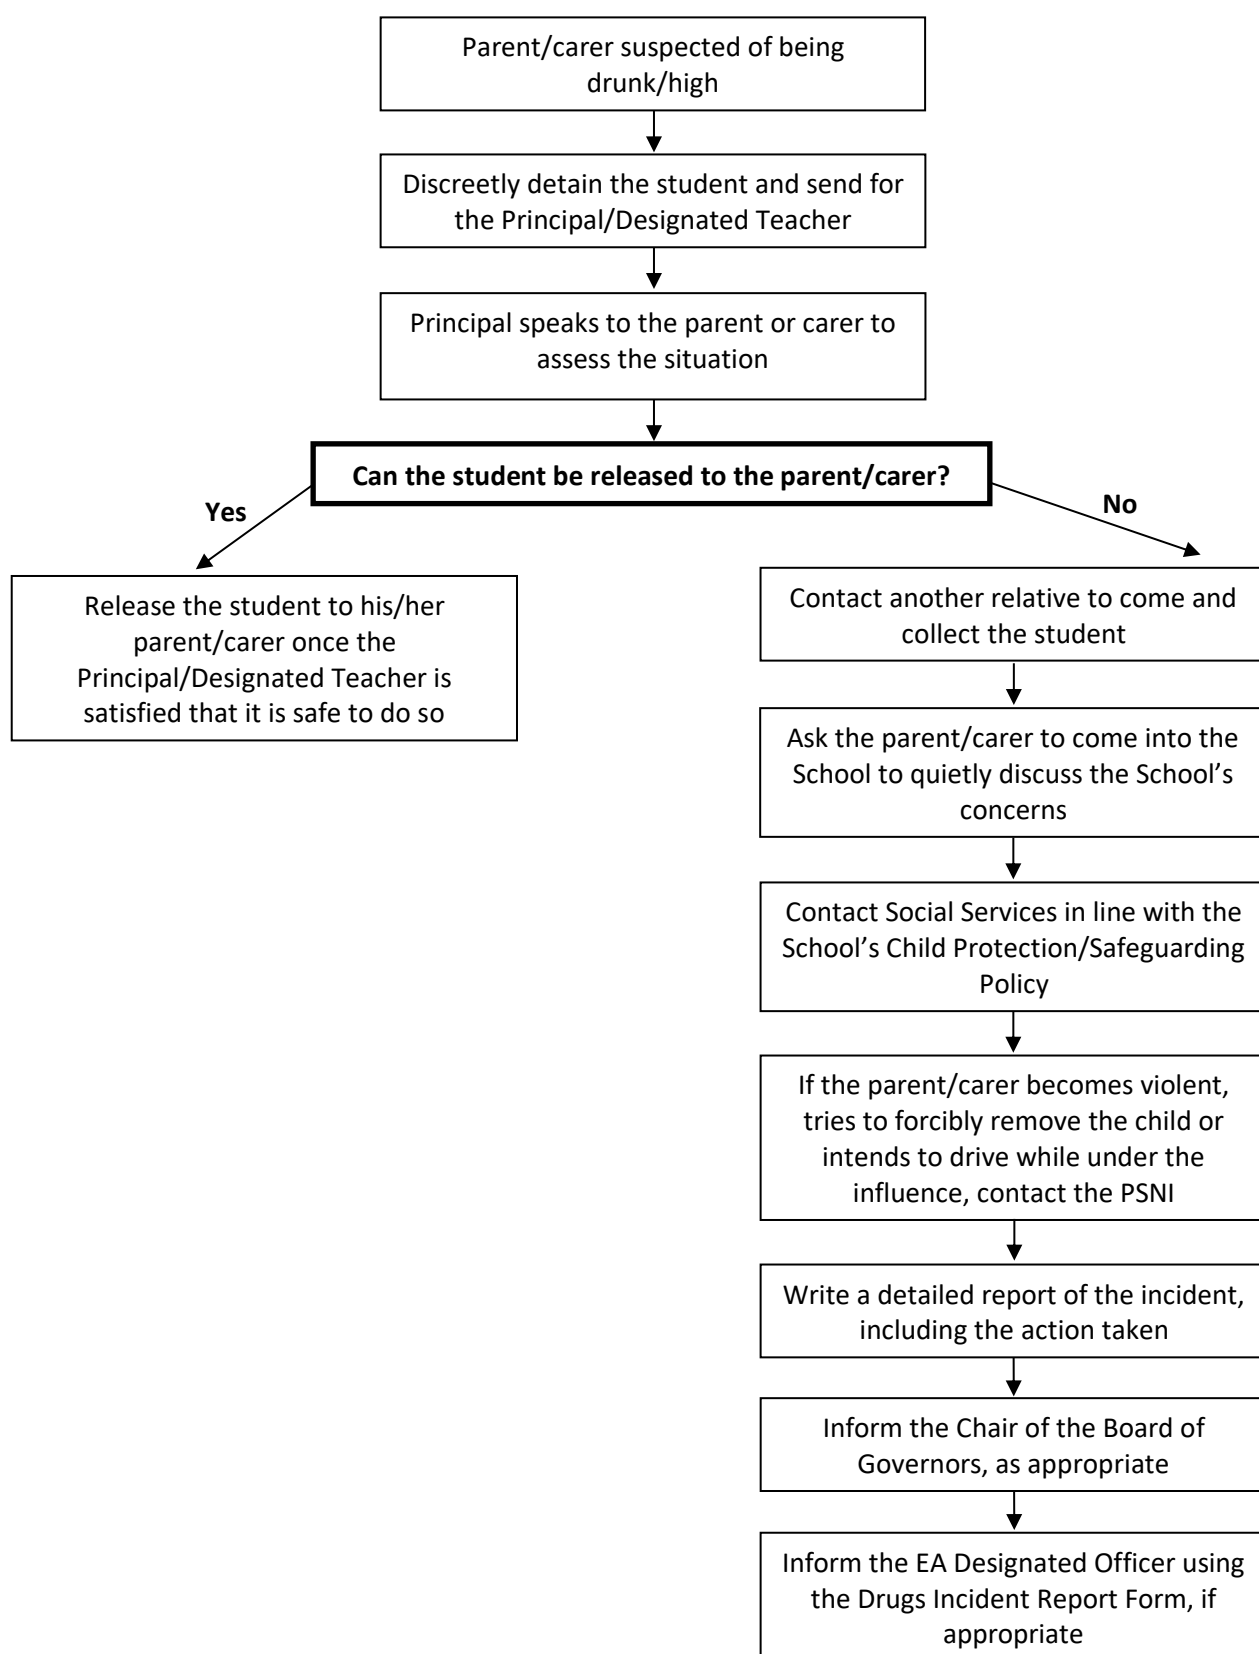 Parent/carer suspected of being
drunk/high
Discreetly detain the student and send for
the Principal/Designated Teacher
Principal speaks to the parent or carer to
assess the situation
Can the student be released to the parent/carer?
Yes
No
Release the student to his/her
parent/carer once the
Principal/Designated Teacher is
satisfied that it is safe to do so
Contact another relative to come and
collect the student
Ask the parent/carer to come into the
School to quietly discuss the School’s
concerns
Contact Social Services in line with the
School’s Child Protection/Safeguarding
Policy
If the parent/carer becomes violent,
tries to forcibly remove the child or
intends to drive while under the
influence, contact the PSNI
Write a detailed report of the incident,
including the action taken
Inform the Chair of the Board of
Governors, as appropriate
Inform the EA Designated Officer using
the Drugs Incident Report Form, if
appropriate